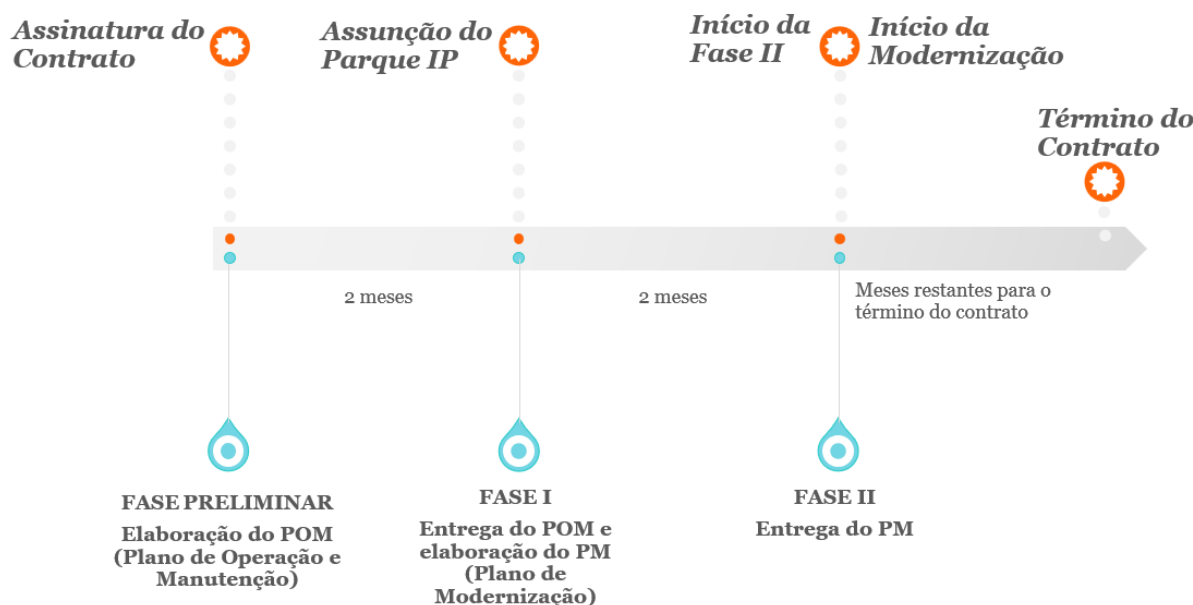 Assinatura do
Contrato
Assunção do
Parque IP
Início da
Fase II
Início da
Modernização
Término do
Contrato
2 meses
2 meses
Meses restantes para o
término do contrato
FASE PRELIMINAR
Elaboração do POM
(Plano de Operação e
Manutenção)
FASE I
Entrega do POM e
elaboração do PM
(Plano de
Modernização)
FASE II
Entrega do PM